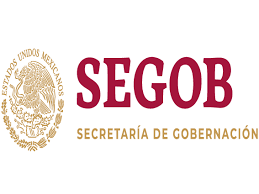 ESTADOS UNIDOS MEXICANOS
SEGOB
SECRETARÍA DE GOBERNACIÓN